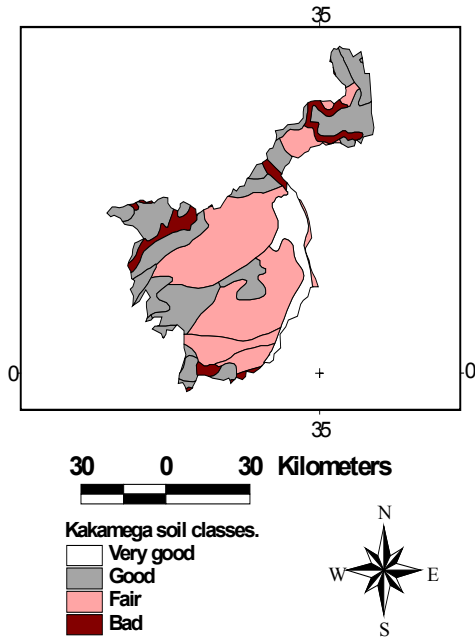 35
0 0
35
30 0 30 Kilometers
Kakamega soil classes.
Very good
Good
Fair
Bad
N
W E
S